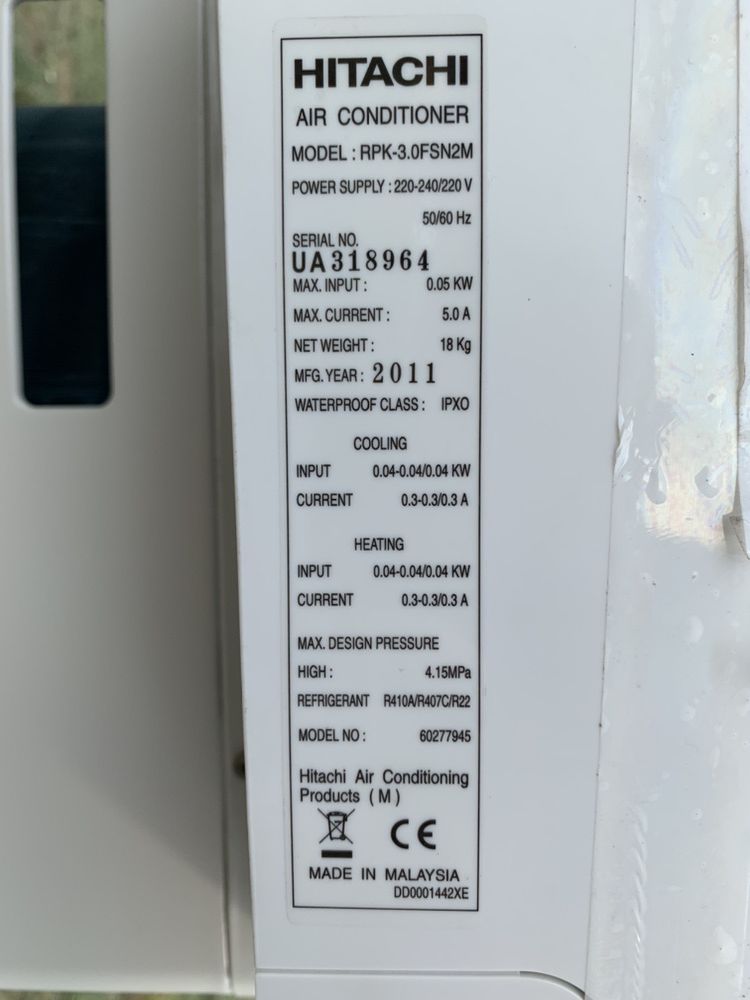 HITACHI
AIR CONDITIONER
MODEL : RPK-3.0FSN2M
POWER SUPPLY : 220-240/220 V
50/60 Hz
SERIAL NO.
UA318964
MAX. INPUT : 0.05 KW
MAX. CURRENT : 5.0 A
NET WEIGHT : 18 Kg
MFG. YEAR : 2011
WATERPROOF CLASS : IPXO
COOLING
INPUT 0.04-0.04/0.04 KW
CURRENT 0.3-0.3/0.3 A
HEATING
INPUT 0.04-0.04/0.04 KW
CURRENT 0.3-0.3/0.3 A
MAX. DESIGN PRESSURE
HIGH : 4.15MPa
REFRIGERANT R410A/R407C/R22
MODEL NO : 60277945
Hitachi Air Conditioning
Products ( M )
CE
MADE IN MALAYSIA
DD0001442XE